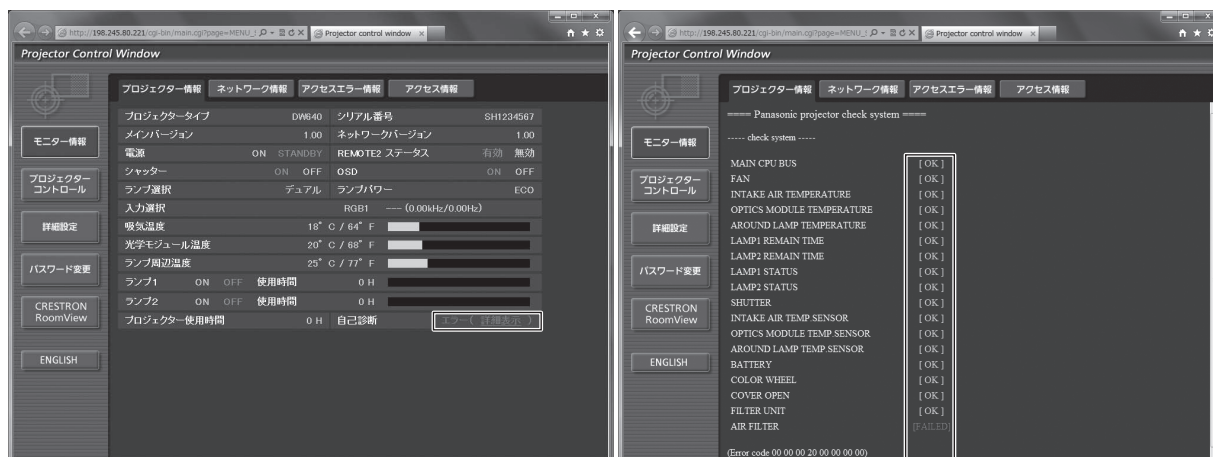 http://198.245.80.221/cgi-bin/main.cgi?page=MENU_
Projector control window
Projector Control Window
プロジェクター情報 ネットワーク情報 アクセスエラー情報 アクセス情報
モニター情報
プロジェクター
コントロール
詳細設定
パスワード変更
CRESTRON
RoomView
ENGLISH
プロジェクタータイプ DW640 シリアル番号 SH1234567
メインバージョン 1.00 ネットワークバージョン 1.00
電源 ON STANDBY REMOTE2 ステータス 有効 無効
シャッター ON OFF OSD ON OFF
ランプ選択 デュアル ランプパワー ECO
入力選択 RGB1 --- (0.00kHz/0.00Hz)
吸気温度 18° C / 64° F
光学モジュール温度 20° C / 68° F
ランプ周辺温度 25° C / 77° F
ランプ1 ON OFF 使用時間 0 H
ランプ2 ON OFF 使用時間 0 H
プロジェクター使用時間 0 H 自己診断 エラー( 詳細表示 )
http://198.245.80.221/cgi-bin/main.cgi?page=MENU_
Projector control window
Projector Control Window
プロジェクター情報 ネットワーク情報 アクセスエラー情報 アクセス情報
モニター情報
プロジェクター
コントロール
詳細設定
パスワード変更
CRESTRON
RoomView
ENGLISH
==== Panasonic projector check system ====
----- check system -----
MAIN CPU BUS [ OK ]
FAN [ OK ]
INTAKE AIR TEMPERATURE [ OK ]
OPTICS MODULE TEMPERATURE [ OK ]
AROUND LAMP TEMPERATURE [ OK ]
LAMP1 REMAIN TIME [ OK ]
LAMP2 REMAIN TIME [ OK ]
LAMP1 STATUS [ OK ]
LAMP2 STATUS [ OK ]
SHUTTER [ OK ]
INTAKE AIR TEMP.SENSOR [ OK ]
OPTICS MODULE TEMP.SENSOR [ OK ]
AROUND LAMP TEMP.SENSOR [ OK ]
BATTERY [ OK ]
COLOR WHEEL [ OK ]
COVER OPEN [ OK ]
FILTER UNIT [ OK ]
AIR FILTER [FAILED]
(Error code 00 00 00 20 00 00 00 00)